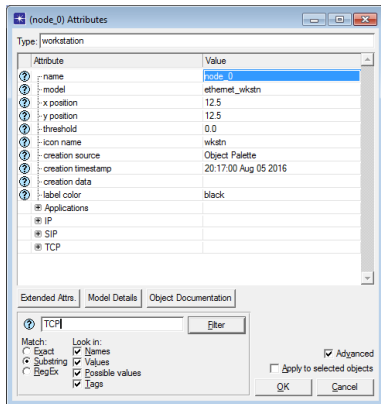 (node_0) Attributes
Type: workstation
Attribute Value
name node_0
model ethernet_wkstn
x position 12.5
y position 12.5
threshold 0.0
icon name wkstn
creation source Object Palette
creation timestamp 20:17:00 Aug 05 2016
creation data
label color black
Applications
IP
SIP
TCP
Extended Attrs. Model Details Object Documentation
TCP Filter
Match: Look in:
Exact Names
Substring Values
RegEx Possible values
Tags
Advanced
Apply to selected objects
OK Cancel